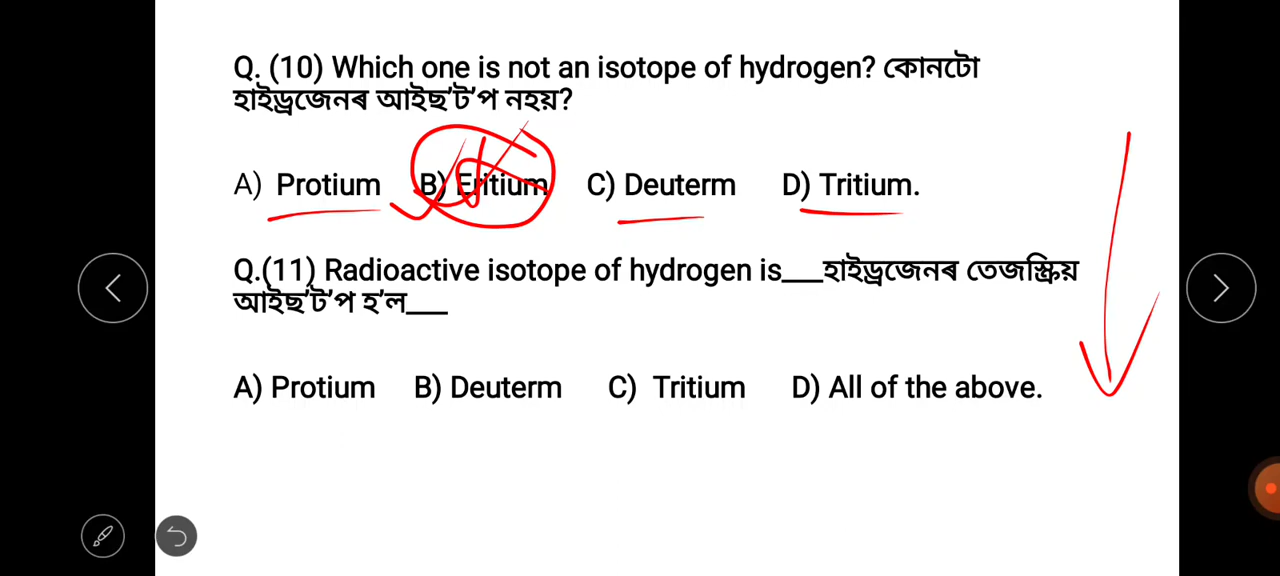 Q. (10) Which one is not an isotope of hydrogen? কোনটো
হাইড্ৰজেনৰ আইছ'ট'প নহয়?
A) Protium B) Eritium C) Deuterm D) Tritium.
Q.(11) Radioactive isotope of hydrogen is___হাইড্ৰজেনৰ তেজস্ক্ৰিয়
আইছ'ট'প হ'ল___
A) Protium B) Deuterm C) Tritium D) All of the above.